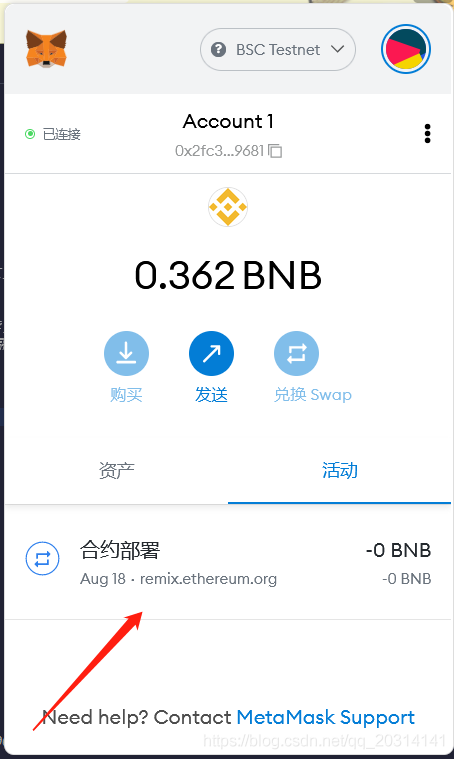 BSC Testnet
已连接
Account 1
0x2fc3...9681
0.362 BNB
购买 发送 兑换 Swap
资产 活动
合约部署 -0 BNB
Aug 18 · remix.ethereum.org -0 BNB
Need help? Contact MetaMask Support
https://blog.csdn.net/qq_20314141